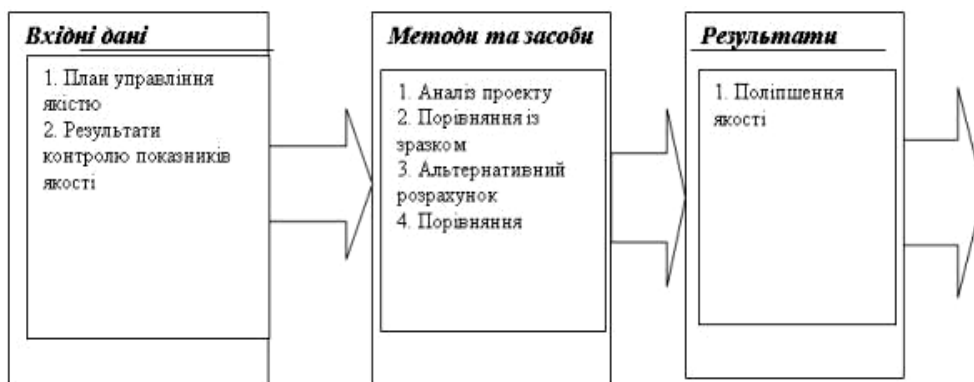 Вхідні дані
1. План управління
якістю
2. Результати
контролю показників
якості
Методи та засоби
1. Аналіз проекту
2. Порівняння із
зразком
3. Альтернативний
розрахунок
4. Порівняння
Результати
1. Поліпшення
якості